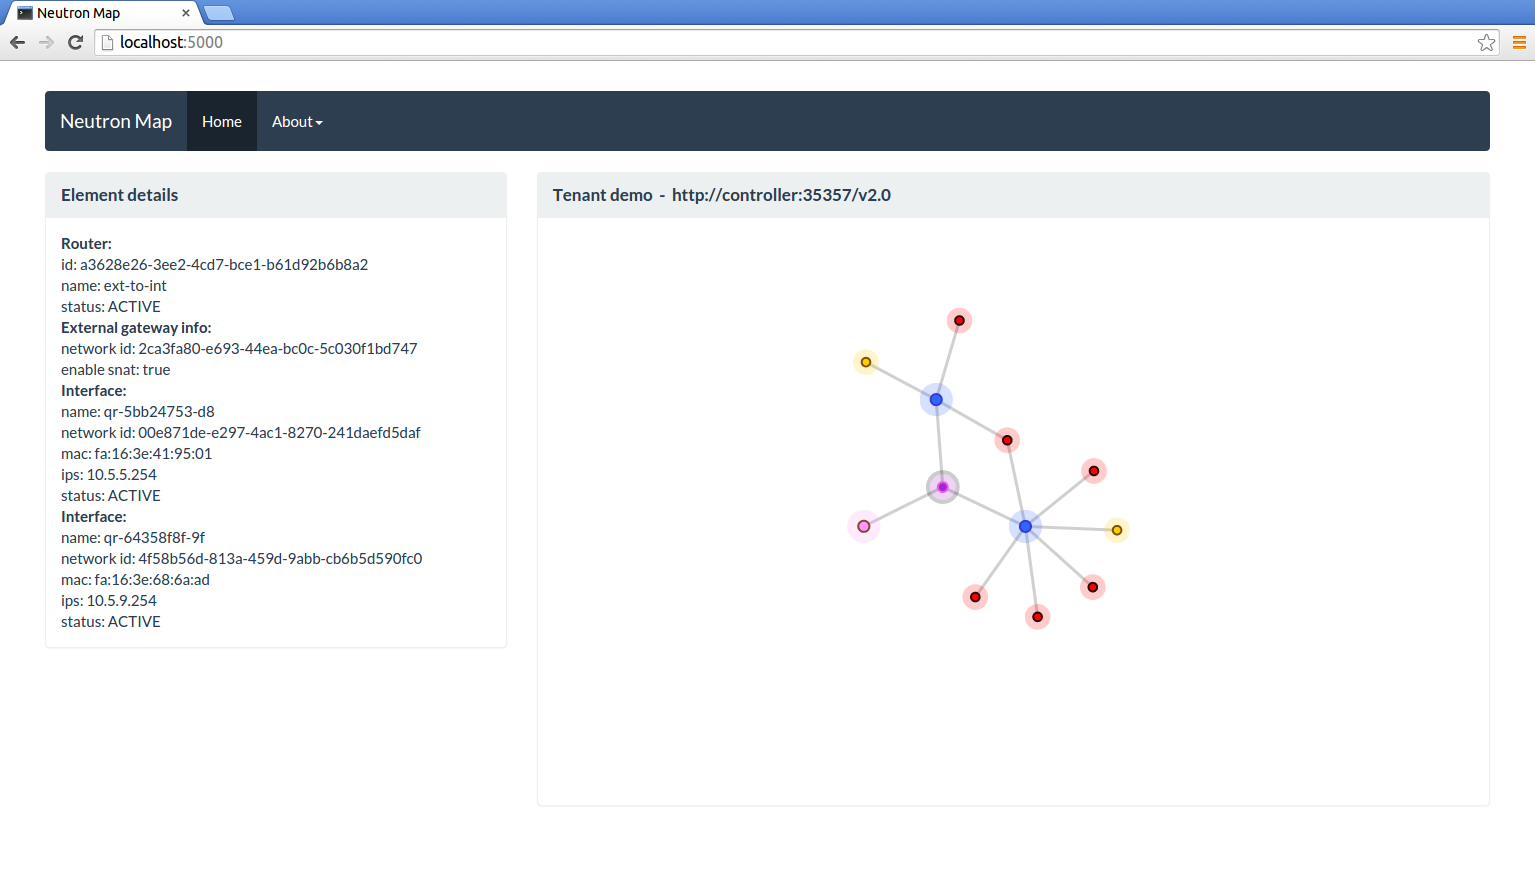 Neutron Map
localhost:5000
Neutron Map Home About
Element details
Router:
id: a3628e26-3ee2-4cd7-bce1-b61d92b6b8a2
name: ext-to-int
status: ACTIVE
External gateway info:
network id: 2ca3fa80-e693-44ea-bc0c-5c030f1bd747
enable snat: true
Interface:
name: qr-5bb24753-d8
network id: 00e871de-e297-4ac1-8270-241daefd5daf
mac: fa:16:3e:41:95:01
ips: 10.5.5.254
status: ACTIVE
Interface:
name: qr-64358f8f-9f
network id: 4f58b56d-813a-459d-9abb-cb6b5d590fc0
mac: fa:16:3e:68:6a:ad
ips: 10.5.9.254
status: ACTIVE
Tenant demo - http://controller:35357/v2.0